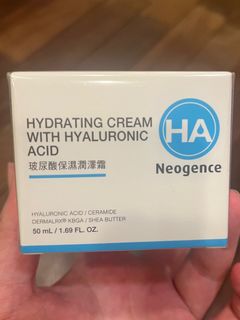 HYDRATING CREAM
WITH HYALURONIC
ACID
玻尿酸保濕潤澤霜
HA
Neogence
HYALURONIC ACID / CERAMIDE
DERMALRX® KBGA / SHEA BUTTER
50 mL / 1.69 FL. OZ.